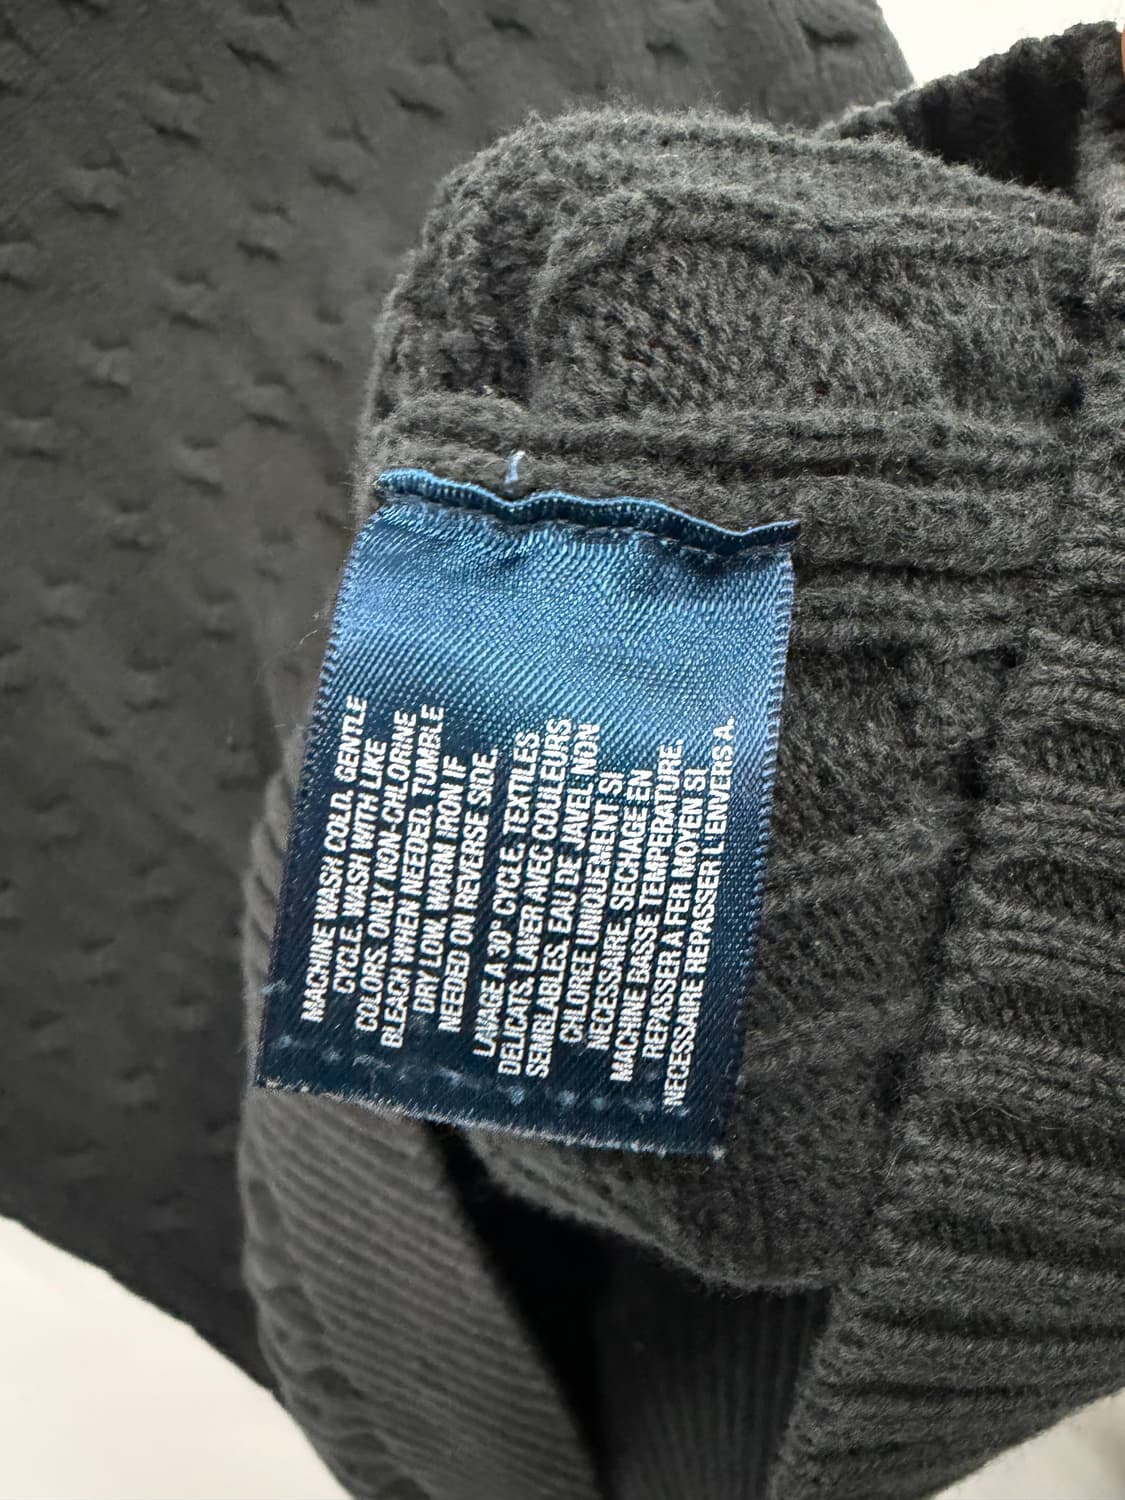 MACHINE WASH COLD, GENTLE
CYCLE. WASH WITH LIKE
COLORS. ONLY NON-CHLORINE
BLEACH WHEN NEEDED. TUMBLE
DRY LOW. WARM IRON IF
NEEDED ON REVERSE SIDE.
LAVAGE A 30° CYCLE, TEXTILES
DELICATS. LAVER AVEC COULEURS
SEMBLABLES. EAU DE JAVEL NON
CHLOREE UNIQUEMENT SI
NECESSAIRE. SECHAGE EN
MACHINE BASSE TEMPERATURE.
REPASSER A FER MOYEN SI
NECESSAIRE REPASSER L ENVERS A.